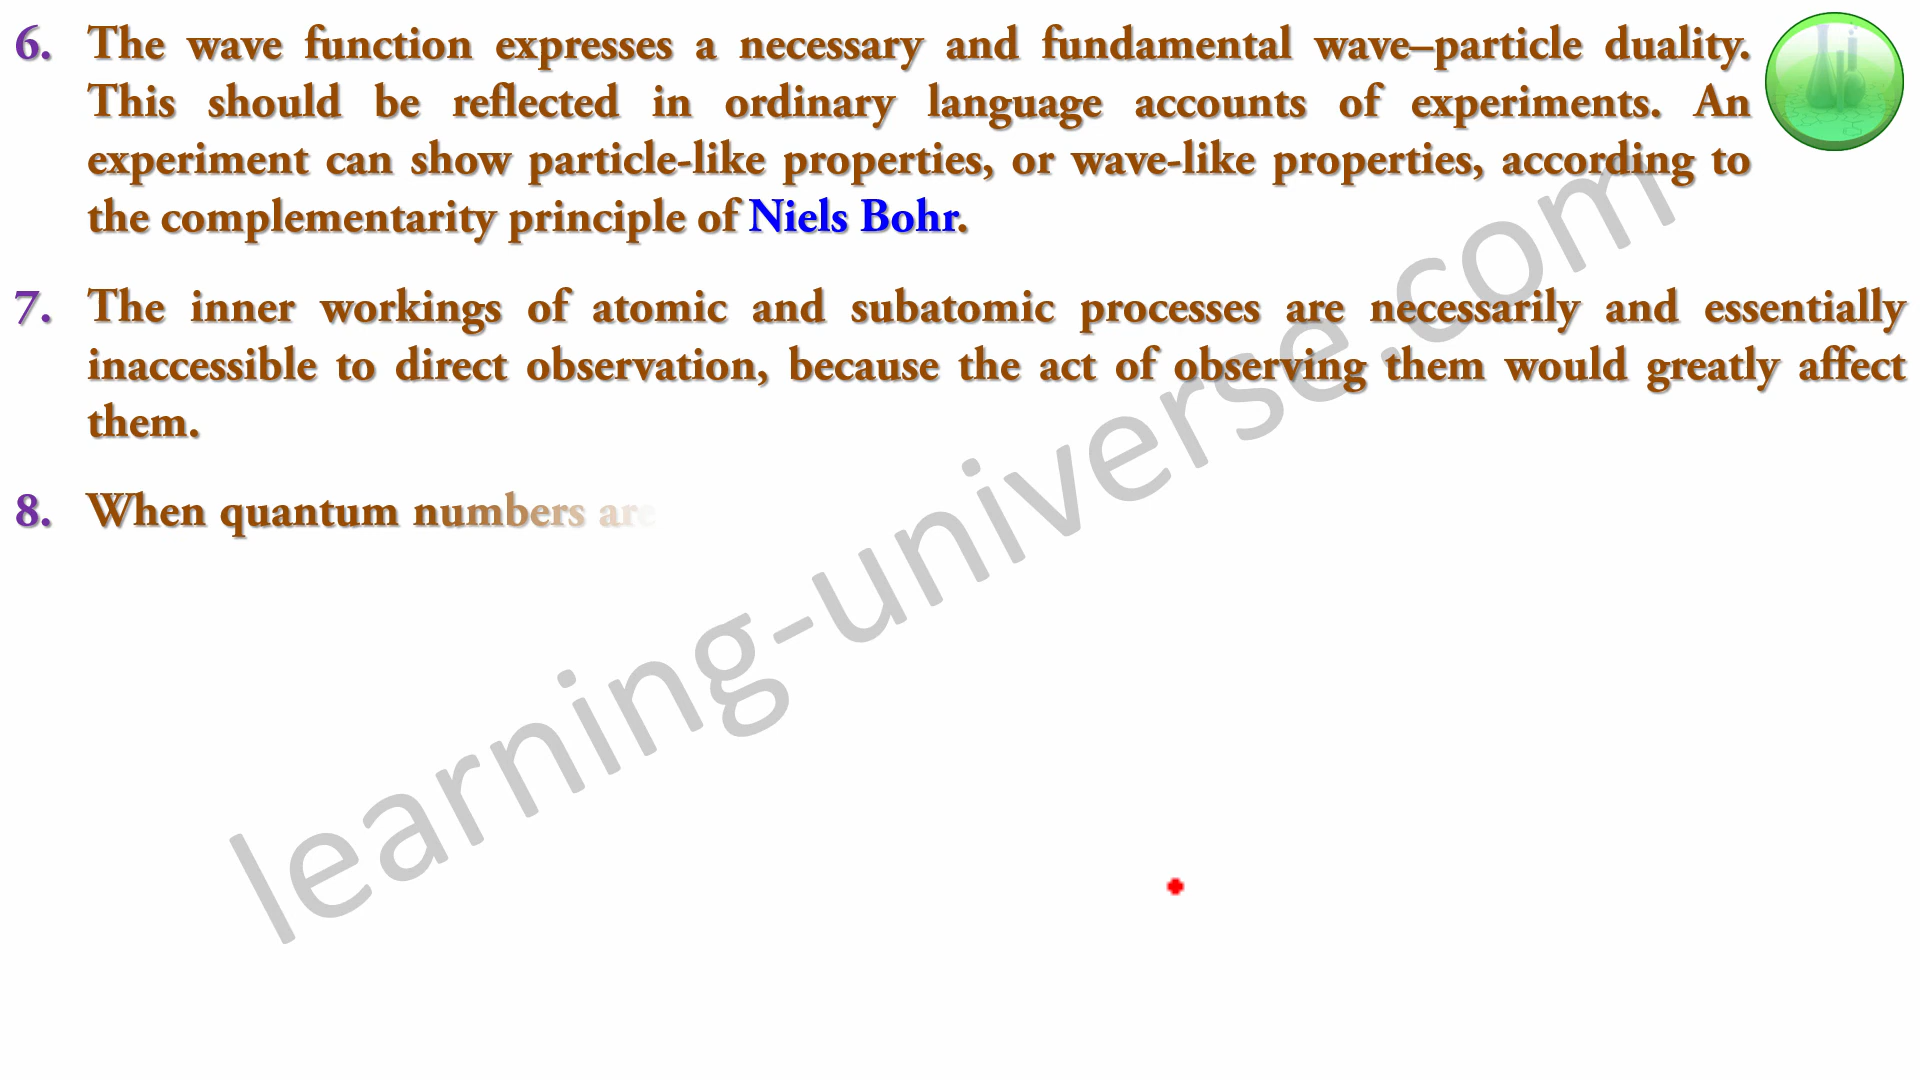 6. The wave function expresses a necessary and fundamental wave–particle duality.
This should be reflected in ordinary language accounts of experiments. An
experiment can show particle-like properties, or wave-like properties, according to
the complementarity principle of Niels Bohr.
7. The inner workings of atomic and subatomic processes are necessarily and essentially
inaccessible to direct observation, because the act of observing them would greatly affect
them.
8. When quantum numbers are
learning-universe.com